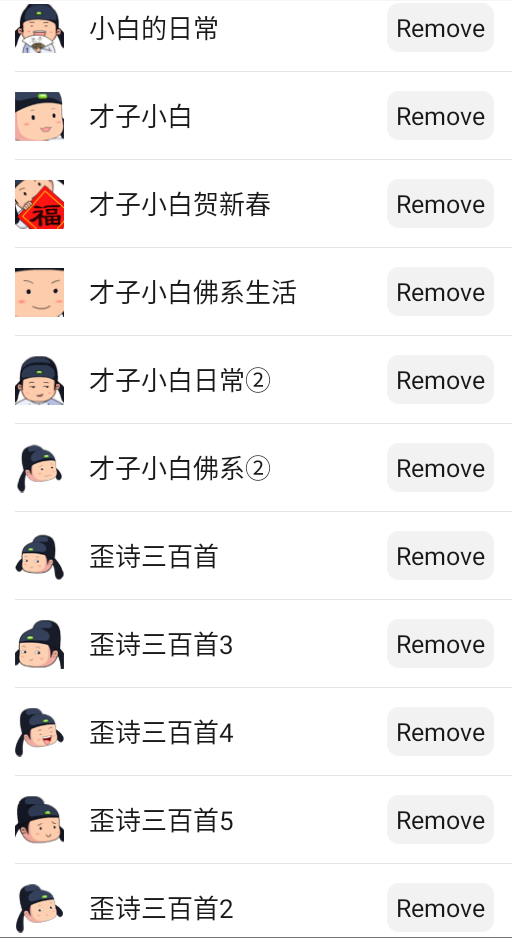 小白的日常 Remove
才子小白 Remove
福
才子小白贺新春 Remove
才子小白佛系生活 Remove
才子小白日常② Remove
才子小白佛系② Remove
歪诗三百首 Remove
歪诗三百首3 Remove
歪诗三百首4 Remove
歪诗三百首5 Remove
歪诗三百首2 Remove